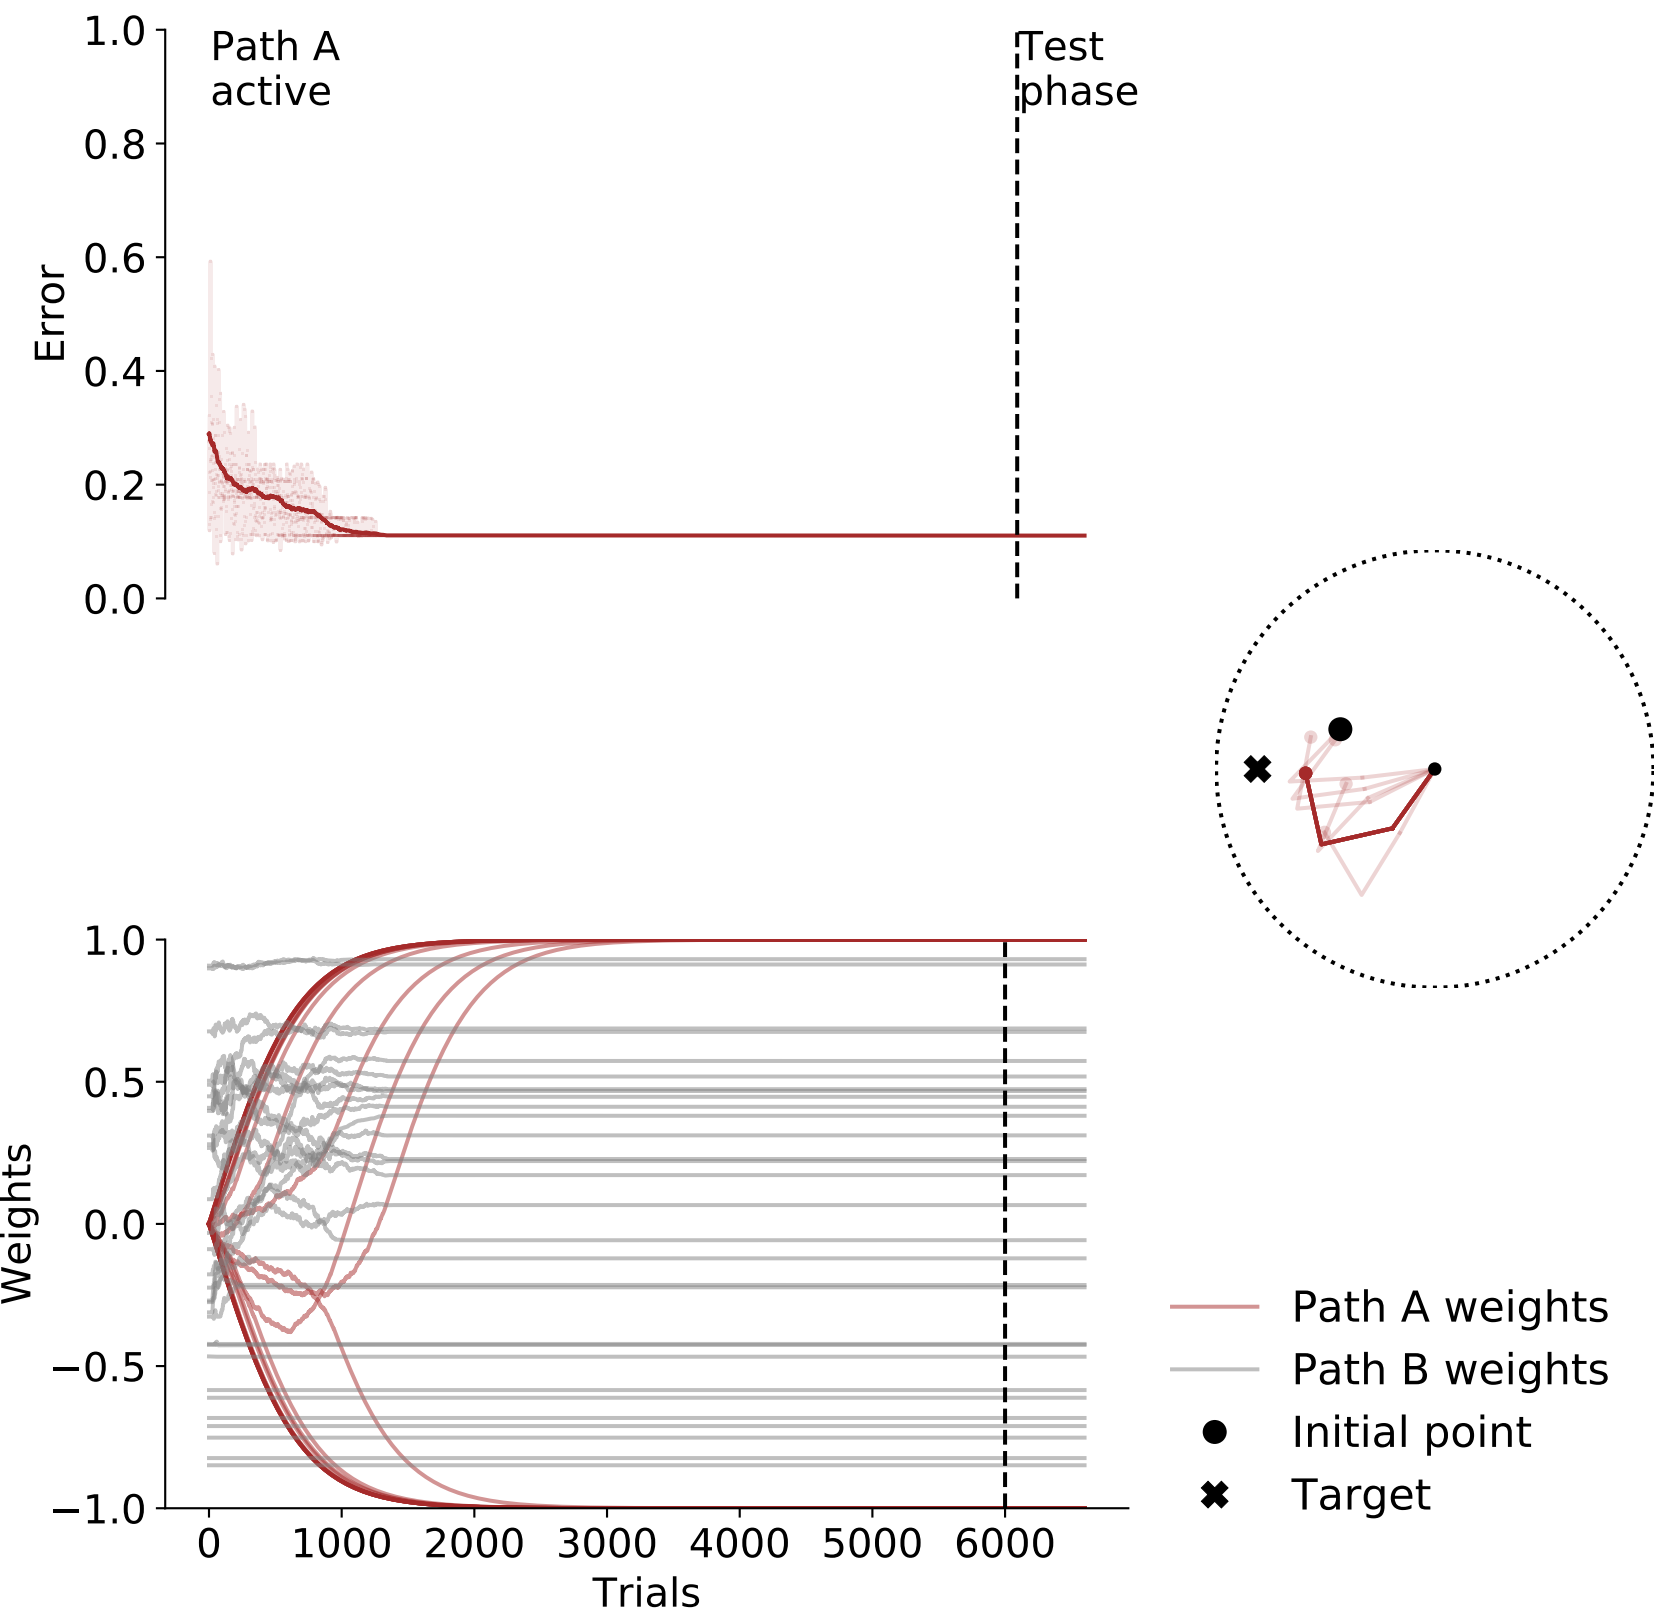 Path A
active
Test
phase
1.0
0.8
0.6
0.4
0.2
0.0
Error
1.0
0.5
0.0
−0.5
−1.0
Weights
0 1000 2000 3000 4000 5000 6000
Trials
Path A weights
Path B weights
Initial point
Target